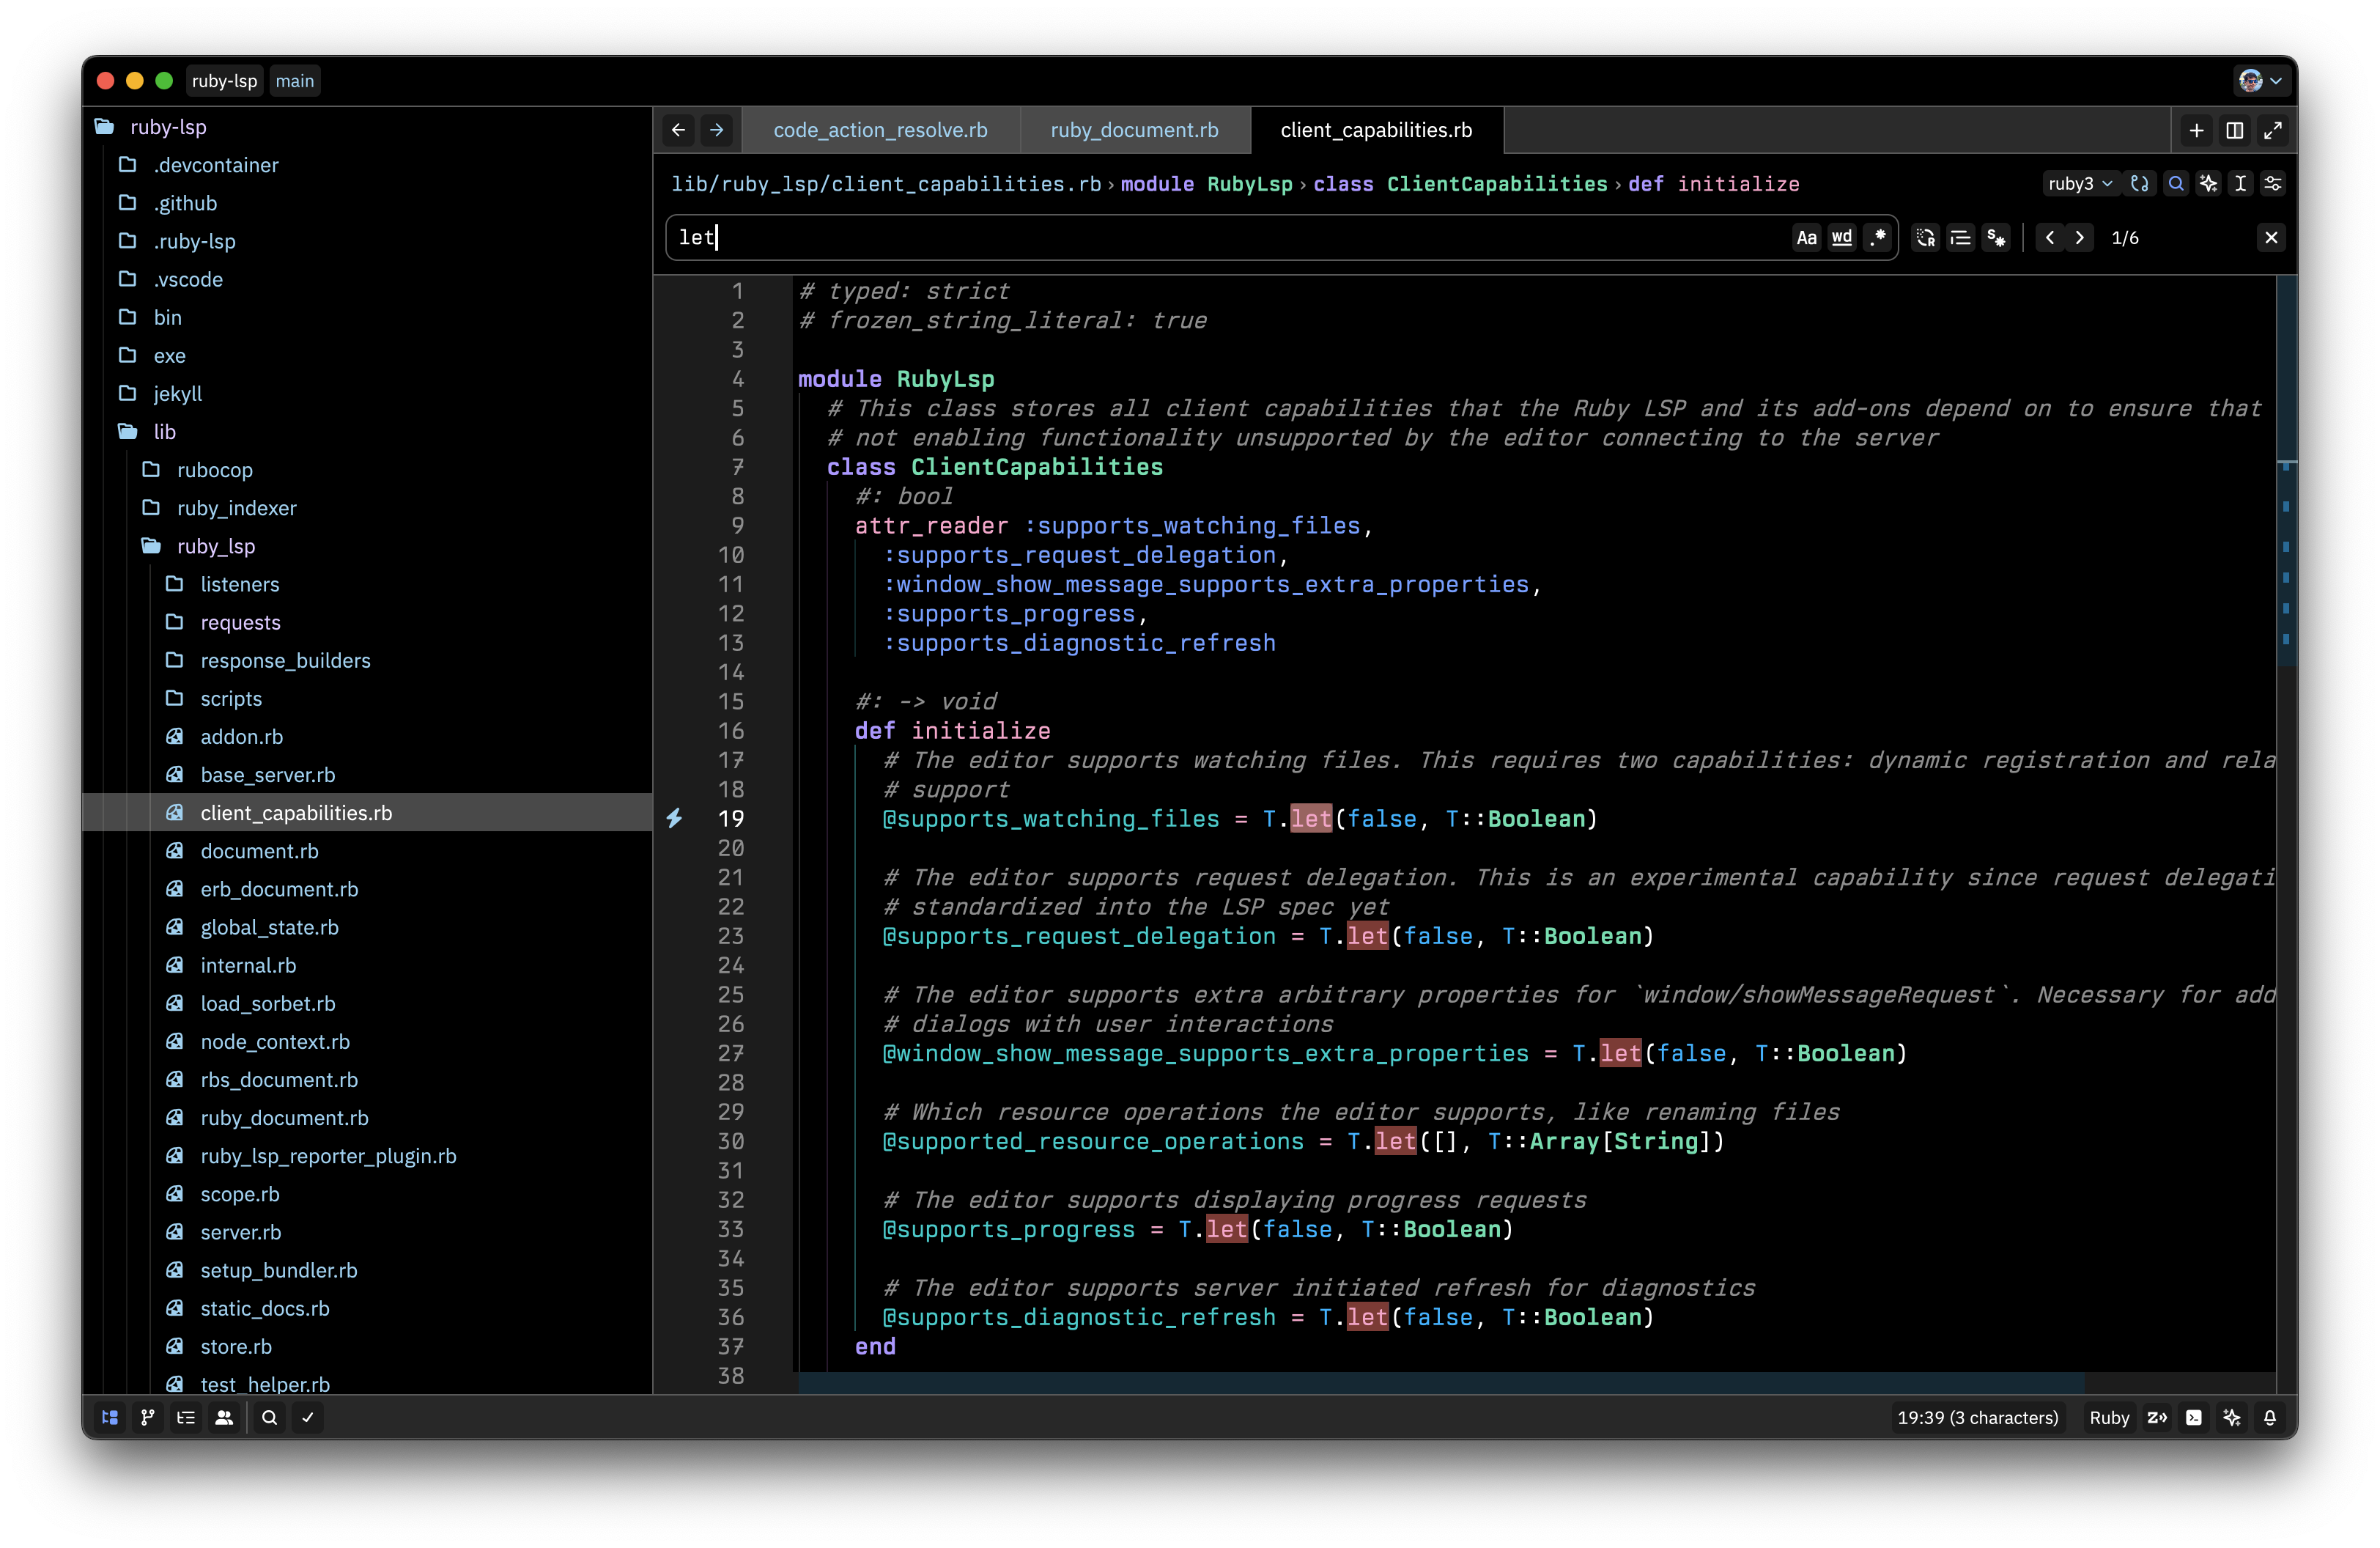 ruby-lsp main
ruby-lsp
.devcontainer
.github
.ruby-lsp
.vscode
bin
exe
jekyll
lib
rubocop
ruby_indexer
ruby_lsp
listeners
requests
response_builders
scripts
addon.rb
base_server.rb
client_capabilities.rb
document.rb
erb_document.rb
global_state.rb
internal.rb
load_sorbet.rb
node_context.rb
rbs_document.rb
ruby_document.rb
ruby_lsp_reporter_plugin.rb
scope.rb
server.rb
setup_bundler.rb
static_docs.rb
store.rb
test_helper.rb
code_action_resolve.rb ruby_document.rb client_capabilities.rb
lib/ruby_lsp/client_capabilities.rb › module RubyLsp › class ClientCapabilities › def initialize ruby3
let Aa wd .* 1/6
1 # typed: strict
2 # frozen_string_literal: true
3
4 module RubyLsp
5 # This class stores all client capabilities that the Ruby LSP and its add-ons depend on to ensure that
6 # not enabling functionality unsupported by the editor connecting to the server
7 class ClientCapabilities
8 #: bool
9 attr_reader :supports_watching_files,
10 :supports_request_delegation,
11 :window_show_message_supports_extra_properties,
12 :supports_progress,
13 :supports_diagnostic_refresh
14
15 #: -> void
16 def initialize
17 # The editor supports watching files. This requires two capabilities: dynamic registration and rela
18 # support
19 @supports_watching_files = T.let(false, T::Boolean)
20
21 # The editor supports request delegation. This is an experimental capability since request delegati
22 # standardized into the LSP spec yet
23 @supports_request_delegation = T.let(false, T::Boolean)
24
25 # The editor supports extra arbitrary properties for `window/showMessageRequest`. Necessary for add
26 # dialogs with user interactions
27 @window_show_message_supports_extra_properties = T.let(false, T::Boolean)
28
29 # Which resource operations the editor supports, like renaming files
30 @supported_resource_operations = T.let([], T::Array[String])
31
32 # The editor supports displaying progress requests
33 @supports_progress = T.let(false, T::Boolean)
34
35 # The editor supports server initiated refresh for diagnostics
36 @supports_diagnostic_refresh = T.let(false, T::Boolean)
37 end
38
19:39 (3 characters) Ruby